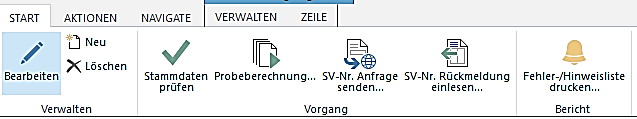 START AKTIONEN NAVIGATE VERWALTEN ZEILE
Bearbeiten
Neu
Löschen
Verwalten
Stammdaten
prüfen
Probeberechnung...
SV-Nr. Anfrage
senden...
SV-Nr. Rückmeldung
einlesen...
Vorgang
Fehler-/Hinweisliste
drucken...
Bericht